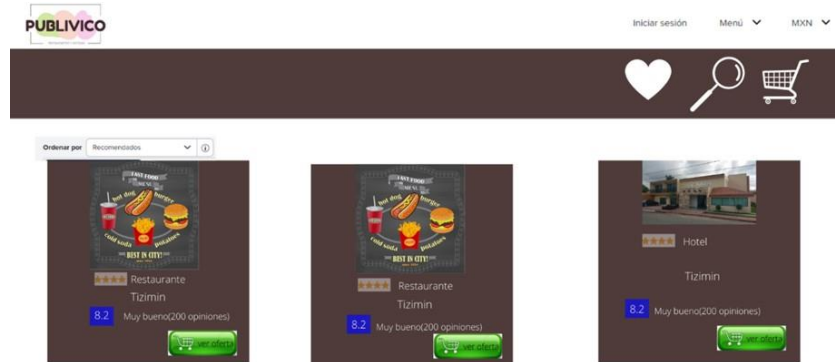 PUBLIVICO
Iniciar sesión
Menú
MXN
Ordenar por
Recomendados
FAST FOOD
hot dog
burger
cold soda
potatoes
BEST IN CITY!
Restaurante
Tizimin
8.2 Muy bueno(200 opiniones)
ver oferta
FAST FOOD
hot dog
burger
cold soda
potatoes
BEST IN CITY!
Restaurante
Tizimin
8.2 Muy bueno(200 opiniones)
ver oferta
Hotel
Tizimin
8.2 Muy bueno(200 opiniones)
ver oferta